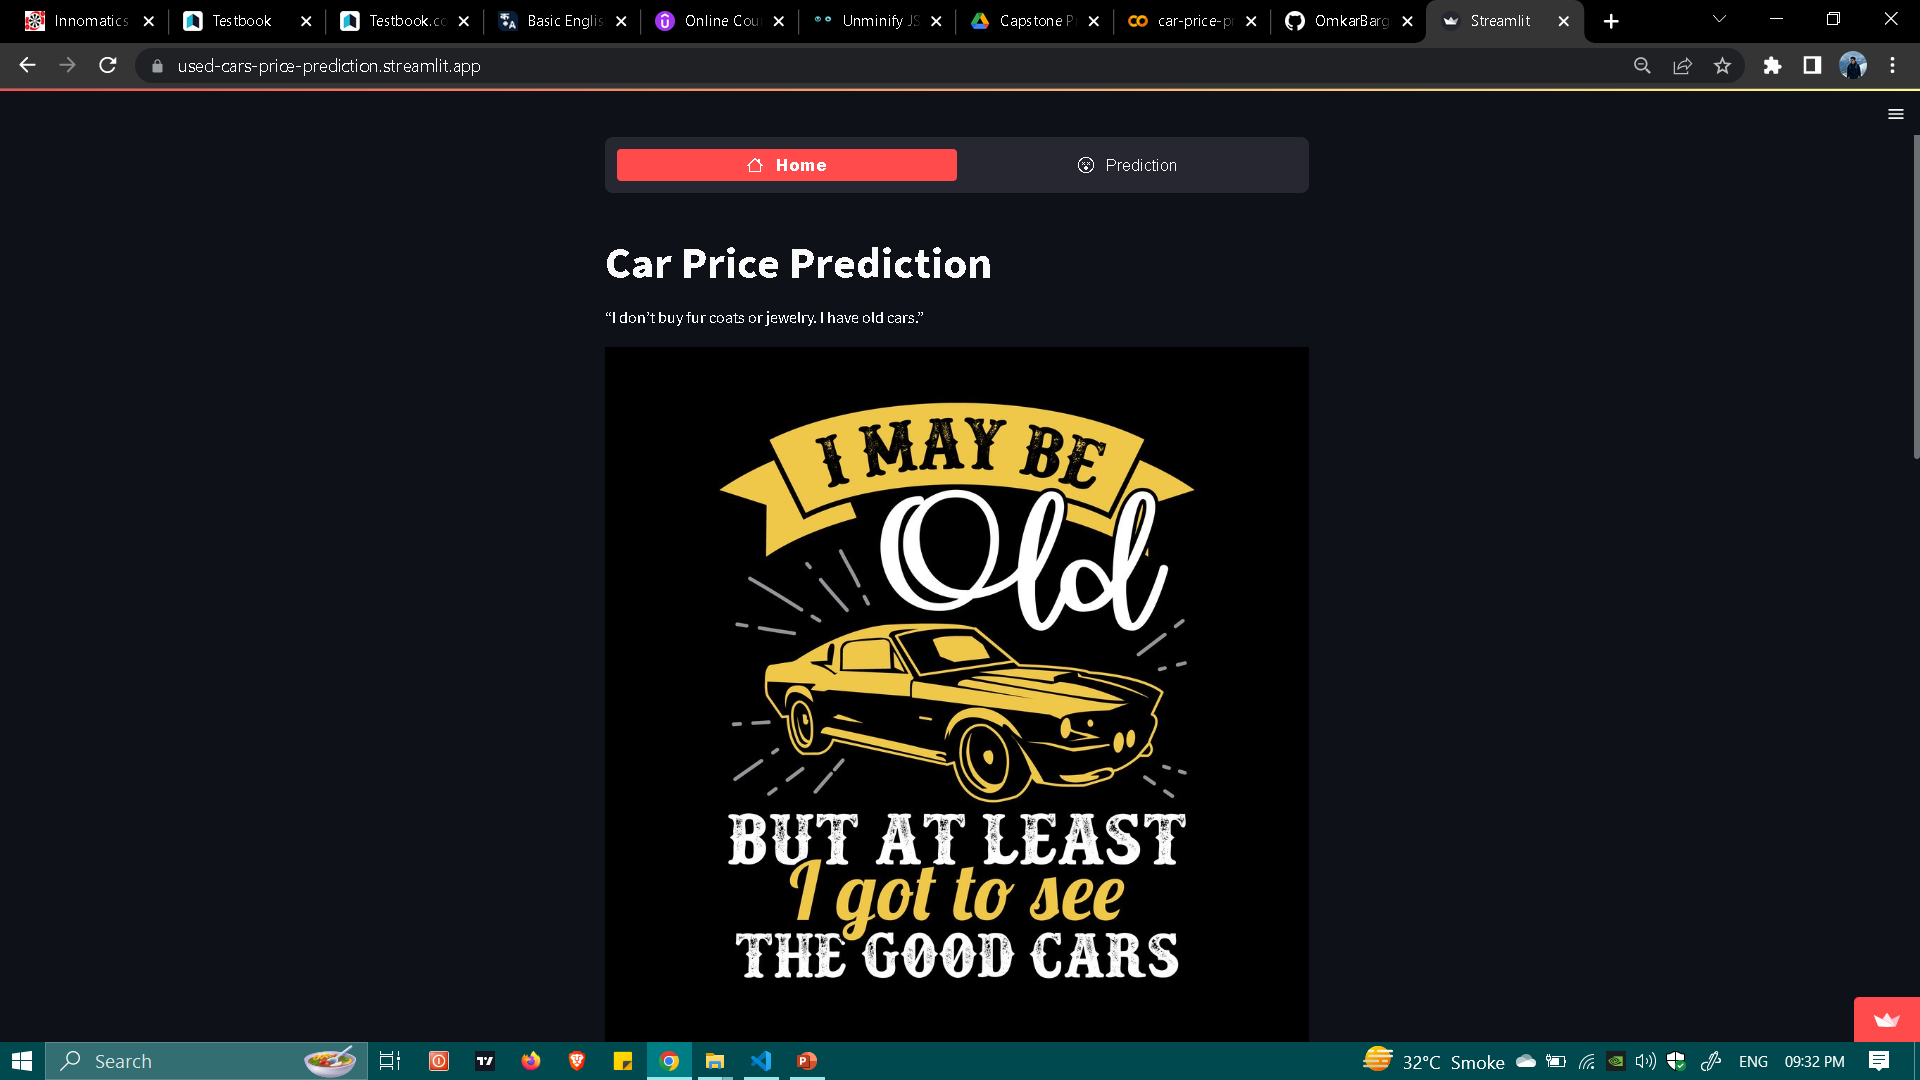 Innomatics
Testbook
Testbook.co
Basic Englis
Online Cou
Unminify JS
Capstone P
car-price-p
OmkarBarg
Streamlit
used-cars-price-prediction.streamlit.app
Home
Prediction
Car Price Prediction
“I don’t buy fur coats or jewelry. I have old cars.”
I MAY BE
Old
BUT AT LEAST
I got to see
THE GOOD CARS
Search
32°C Smoke
ENG
09:32 PM